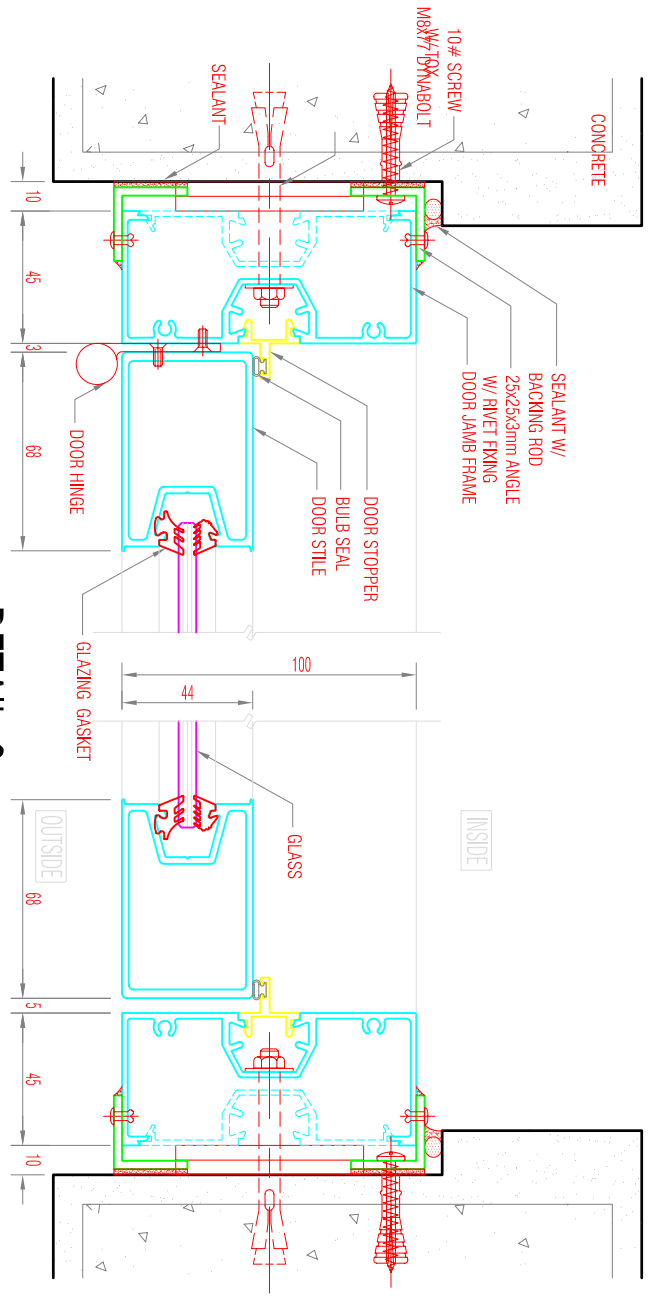 CONCRETE
10# SCREW
W/ TOX
M8x77 DYNABOLT
SEALANT
SEALANT W/
BACKING ROD
25x25x3mm ANGLE
W/ RIVET FIXING
DOOR JAMB FRAME
DOOR STOPPER
BULB SEAL
DOOR STILE
DOOR HINGE
GLAZING GASKET
GLASS
INSIDE
OUTSIDE
10
45
3
68
100
44
68
5
45
10